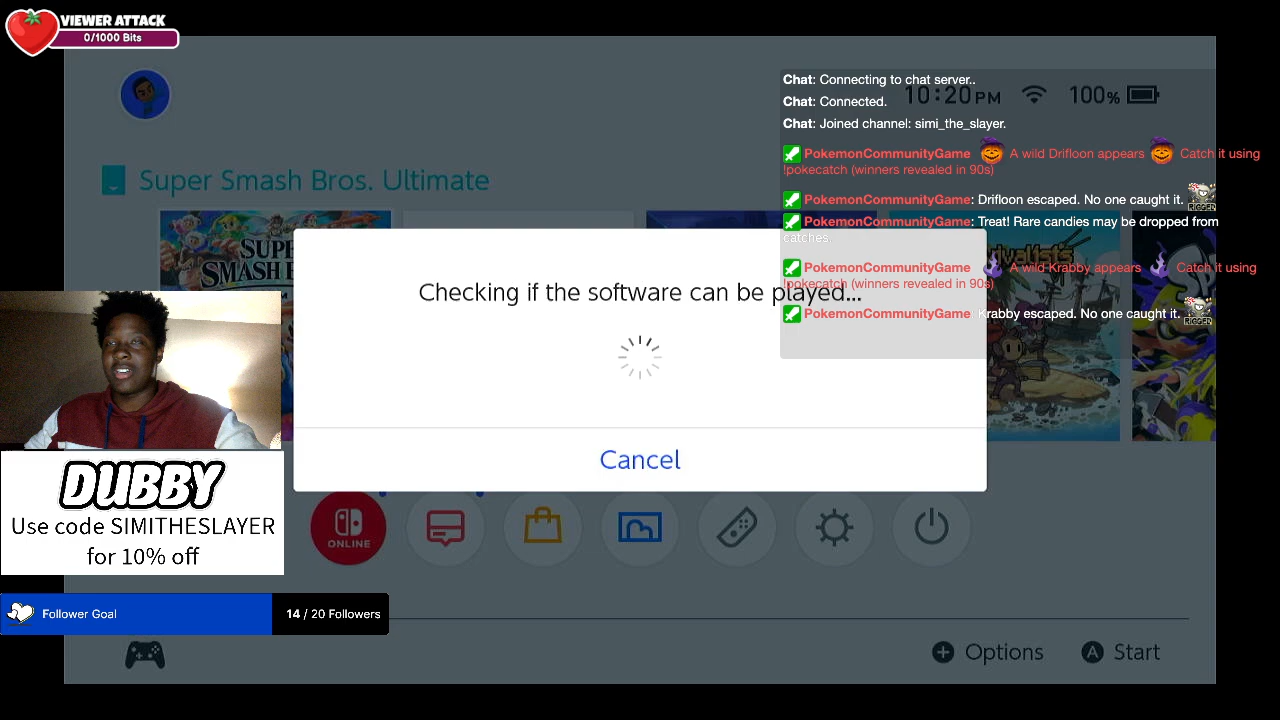 VIEWER ATTACK
0/1000 Bits
10:20 PM
100%
Chat: Connecting to chat server..
Chat: Connected.
Chat: Joined channel: simi_the_slayer.
PokemonCommunityGame A wild Drifloon appears Catch it using
!pokecatch (winners revealed in 90s)
PokemonCommunityGame: Drifloon escaped. No one caught it.
RIGGED
PokemonCommunityGame: Treat! Rare candies may be dropped from
catches.
PokemonCommunityGame A wild Krabby appears Catch it using
!pokecatch (winners revealed in 90s)
PokemonCommunityGame: Krabby escaped. No one caught it.
RIGGED
Super Smash Bros. Ultimate
SUPER
SMASH
Checking if the software can be played...
Cancel
DUBBY
Use code SIMITHESLAYER
for 10% off
ONLINE
Follower Goal
14 / 20 Followers
Options
A Start